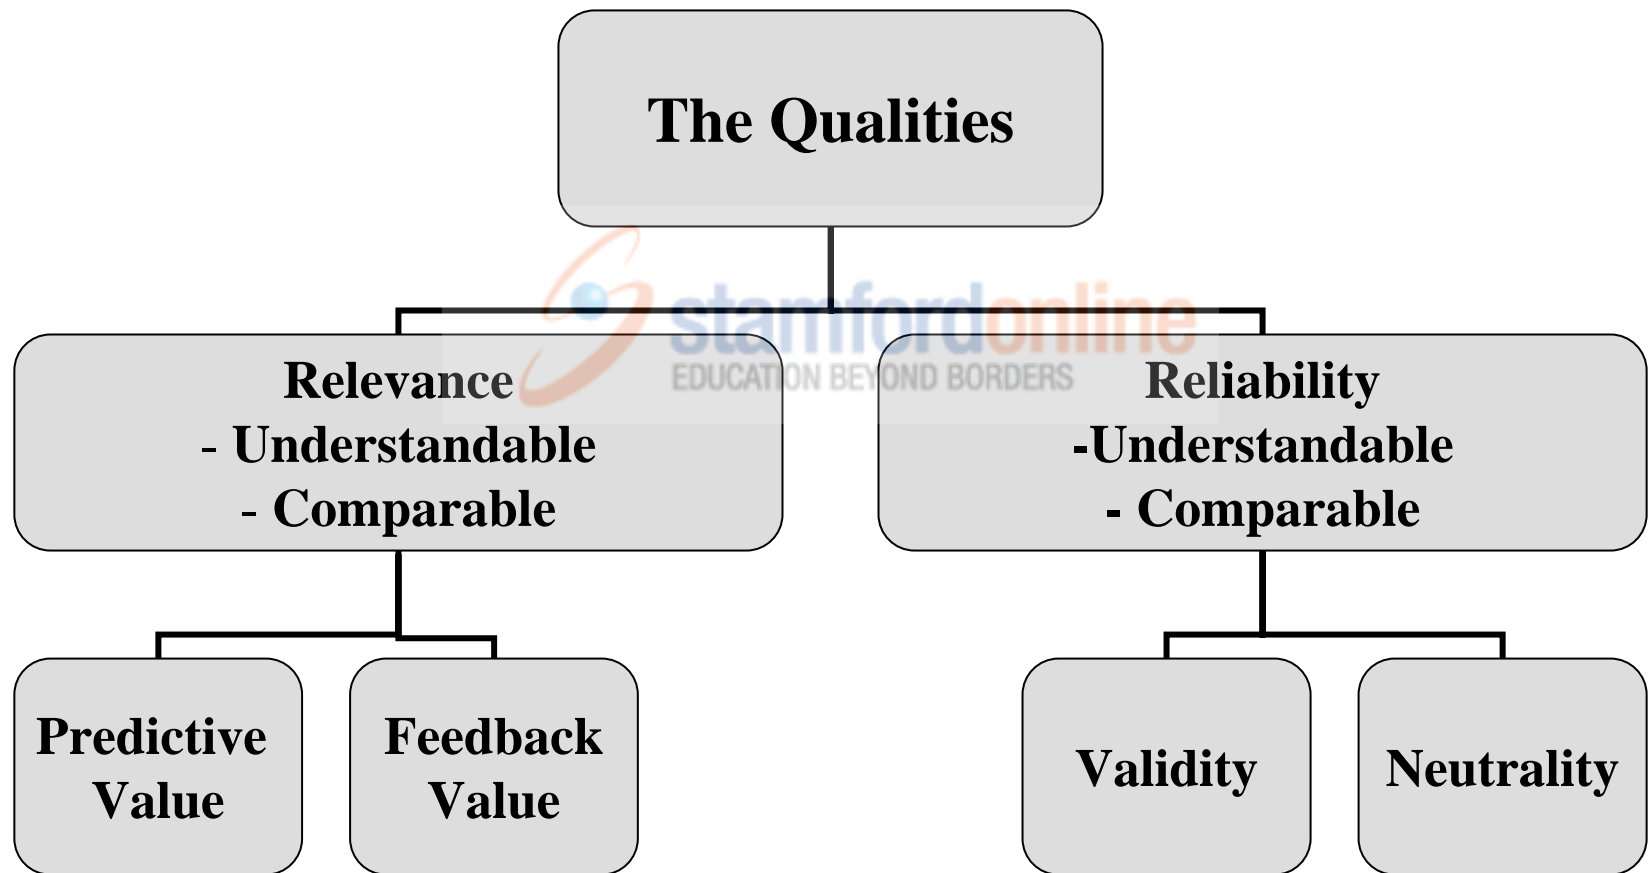 The Qualities
stamfordonline
EDUCATION BEYOND BORDERS
Relevance
- Understandable
- Comparable
Reliability
-Understandable
- Comparable
Predictive
Value
Feedback
Value
Validity
Neutrality